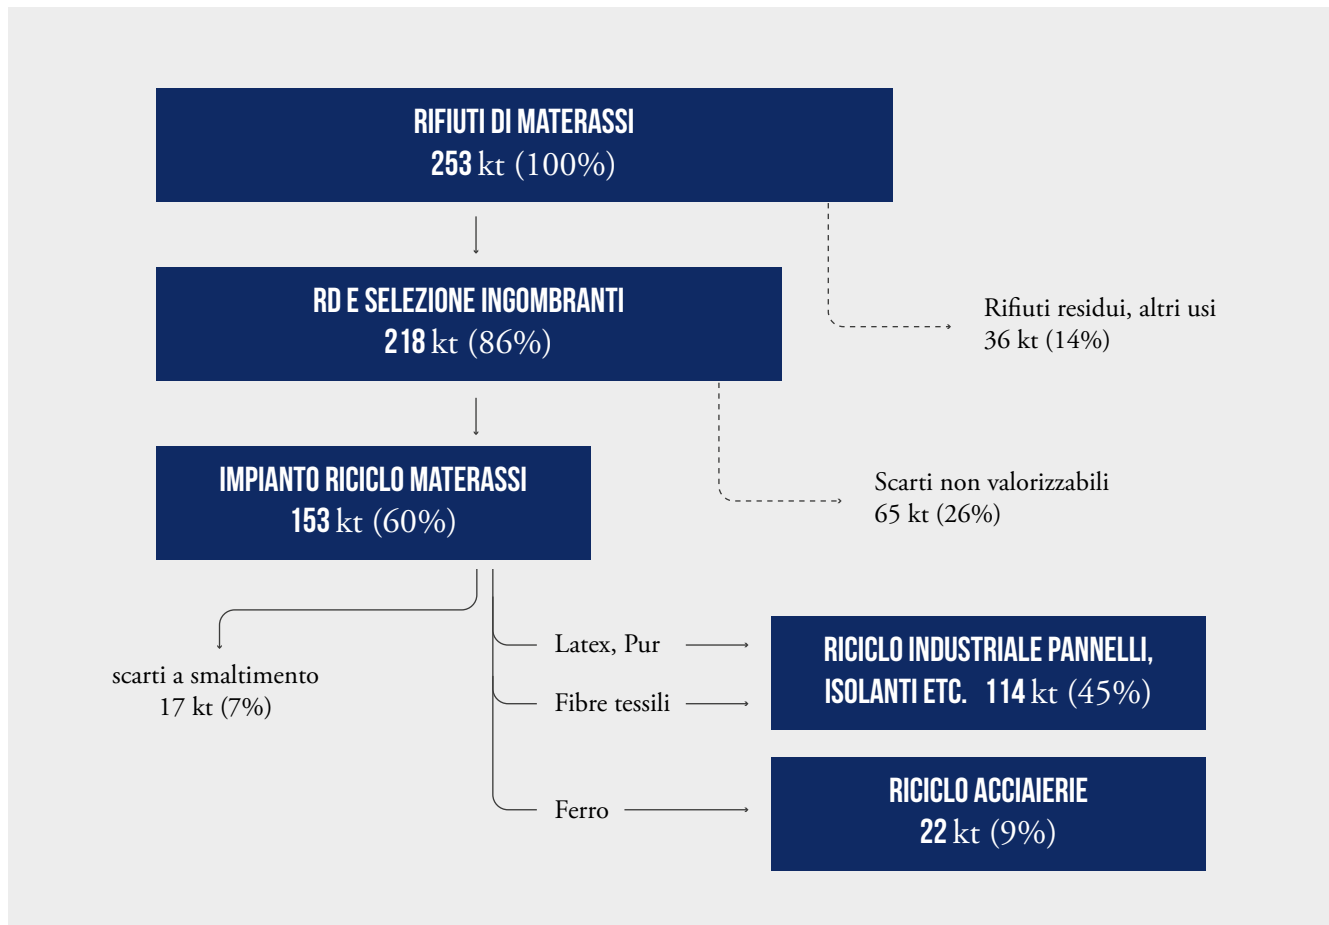 RIFIUTI DI MATERASSI
253 kt (100%)
RD E SELEZIONE INGOMBRANTI
218 kt (86%)
Rifiuti residui, altri usi
36 kt (14%)
IMPIANTO RICICLO MATERASSI
153 kt (60%)
Scarti non valorizzabili
65 kt (26%)
scarti a smaltimento
17 kt (7%)
Latex, Pur
Fibre tessili
RICICLO INDUSTRIALE PANNELLI,
ISOLANTI ETC. 114 kt (45%)
Ferro
RICICLO ACCIAIERIE
22 kt (9%)